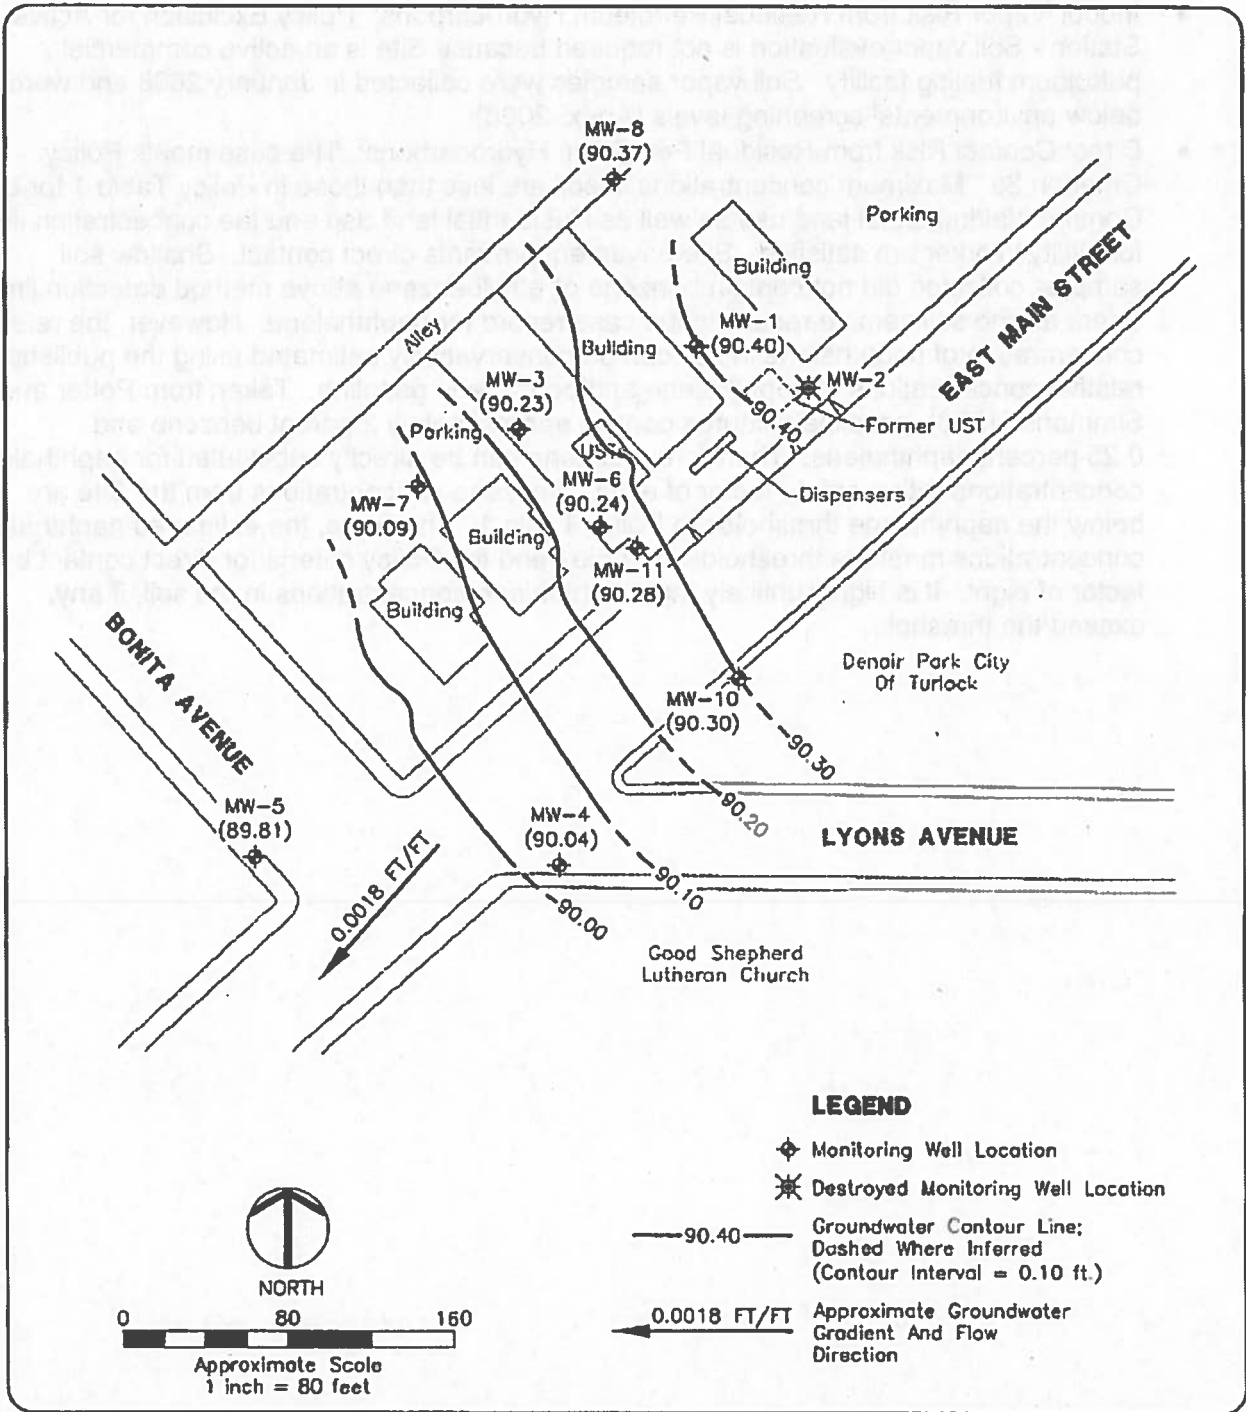 MW-8
(90.37)
Parking
Building
EAST MAIN STREET
MW-1
(90.40)
Building
Alley
MW-3
(90.23)
MW-2
90.40
Former UST
Parking
USTs
MW-6
(90.24)
Dispensers
MW-7
(90.09)
Building
MW-11
(90.28)
Building
BONITA AVENUE
Denair Park City
Of Turlock
MW-10
(90.30)
90.30
MW-5
(89.81)
MW-4
(90.04)
90.20
LYONS AVENUE
0.0018 FT/FT
90.10
90.00
Good Shepherd
Lutheran Church
LEGEND
Monitoring Well Location
Destroyed Monitoring Well Location
90.40
Groundwater Contour Line;
Dashed Where Inferred
(Contour Interval = 0.10 ft.)
0.0018 FT/FT
Approximate Groundwater
Gradient And Flow
Direction
NORTH
0 80 160
Approximate Scale
1 inch = 80 feet